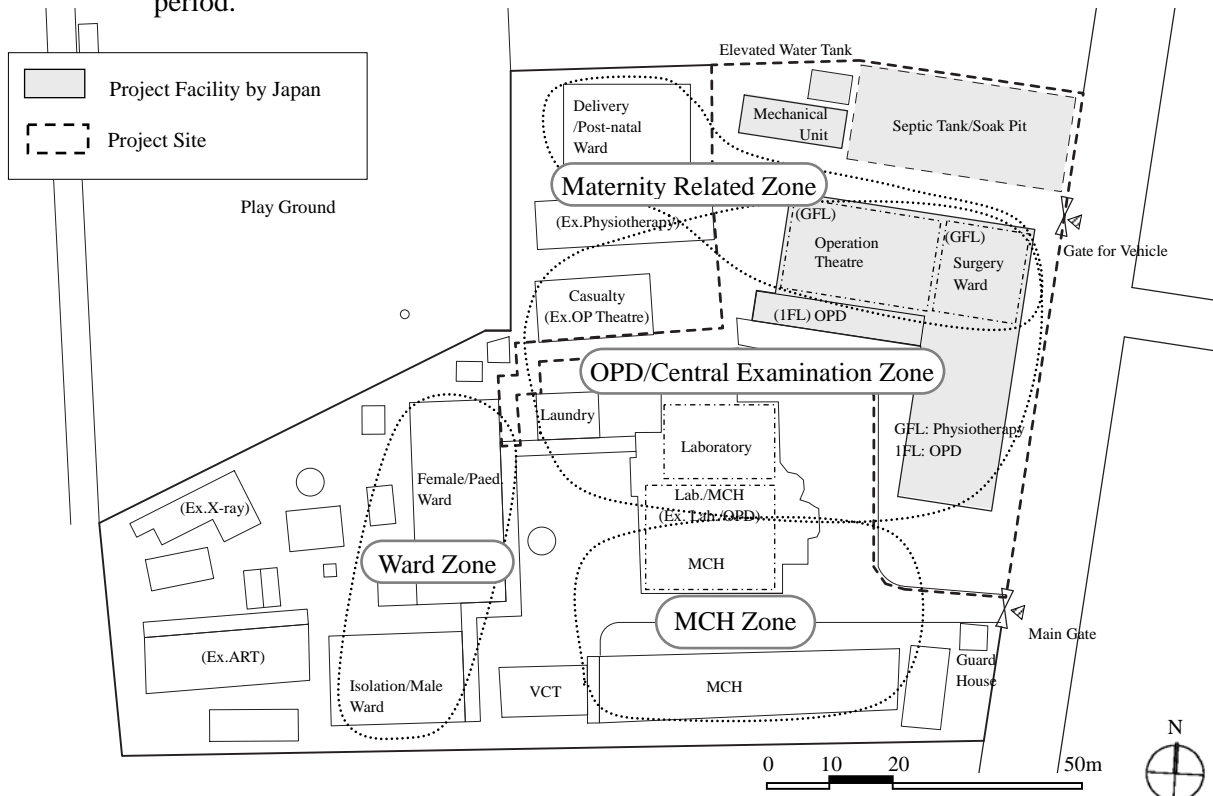 period.
Elevated Water Tank
Project Facility by Japan
Project Site
Delivery
/Post-natal
Ward
Mechanical
Unit
Septic Tank/Soak Pit
Maternity Related Zone
Play Ground
(Ex.Physiotherapy)
(GFL)
Operation
Theatre
(GFL)
Surgery
Ward
Gate for Vehicle
Casualty
(Ex.OP Theatre)
(1FL) OPD
OPD/Central Examination Zone
Laundry
GFL: Physiotherapy
1FL: OPD
Laboratory
Female/Paed.
Ward
Lab./MCH
(Ex. Lab./OPD)
(Ex.X-ray)
Ward Zone
MCH
MCH Zone
Main Gate
(Ex.ART)
Guard
House
Isolation/Male
Ward
VCT
MCH
N
0 10 20 50m